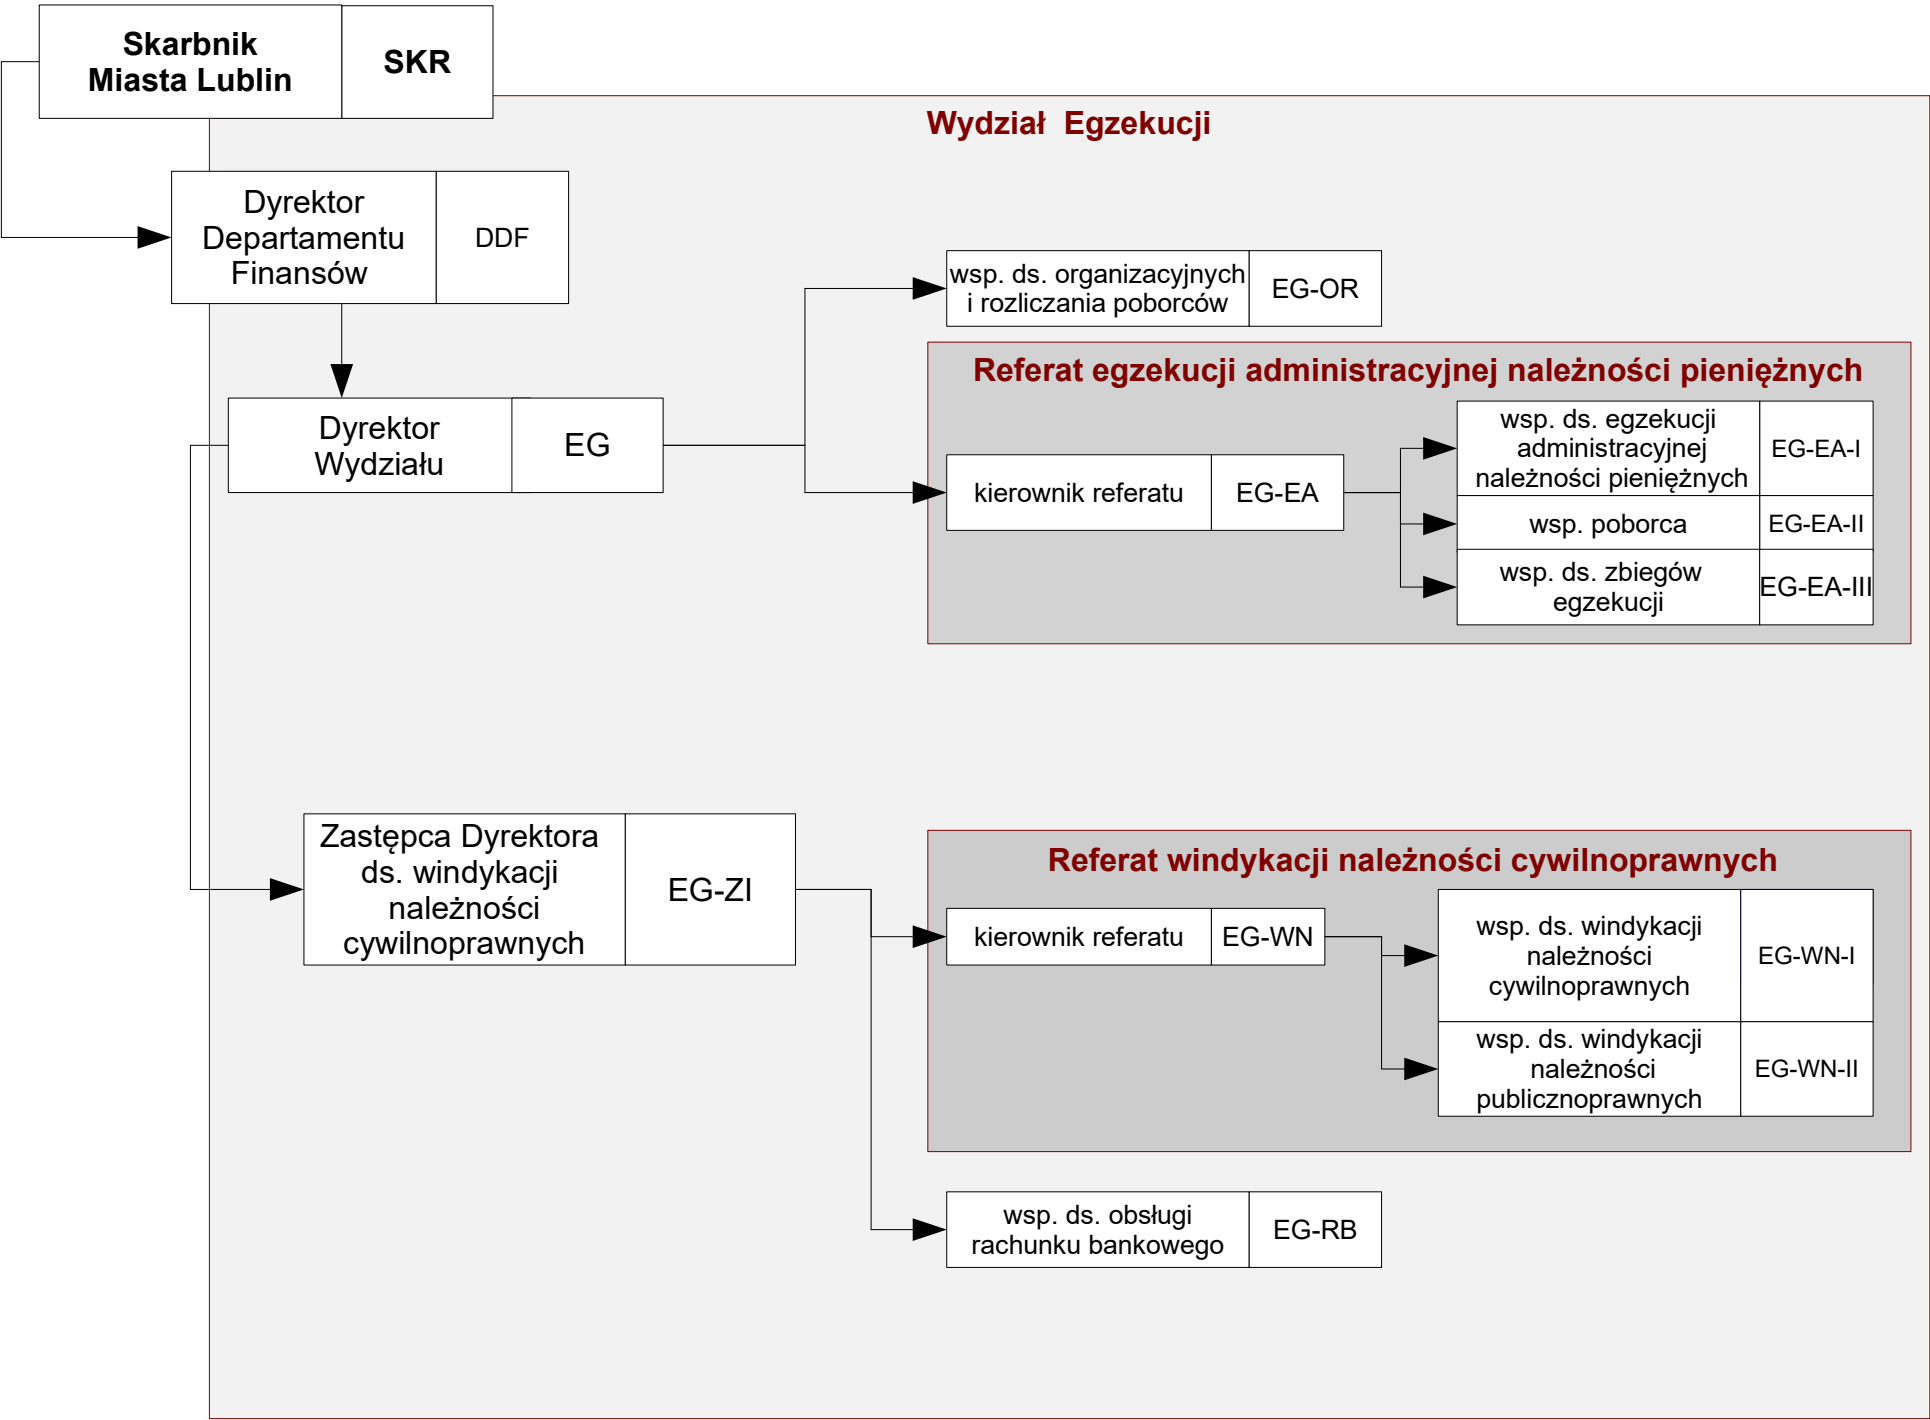 Skarbnik
Miasta Lublin
SKR
Wydział Egzekucji
Dyrektor
Departamentu
Finansów
DDF
wsp. ds. organizacyjnych
i rozliczania poborców
EG-OR
Referat egzekucji administracyjnej należności pieniężnych
Dyrektor
Wydziału
EG
kierownik referatu
EG-EA
wsp. ds. egzekucji
administracyjnej
należności pieniężnych
EG-EA-I
wsp. poborca
EG-EA-II
wsp. ds. zbiegów
egzekucji
EG-EA-III
Zastępca Dyrektora
ds. windykacji
należności
cywilnoprawnych
EG-ZI
Referat windykacji należności cywilnoprawnych
kierownik referatu
EG-WN
wsp. ds. windykacji
należności
cywilnoprawnych
EG-WN-I
wsp. ds. windykacji
należności
publicznoprawnych
EG-WN-II
wsp. ds. obsługi
rachunku bankowego
EG-RB